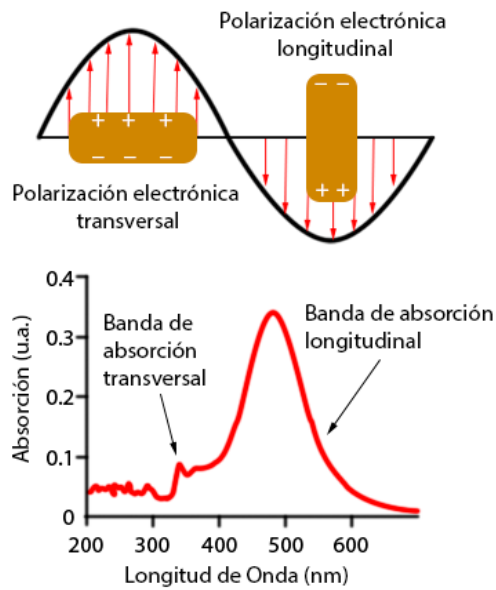 Polarización electrónica
longitudinal
+ + +
– – –
– –
+ +
Polarización electrónica
transversal
0.4
0.3
0.2
0.1
0
Absorción (u.a.)
Banda de
absorción
transversal
Banda de absorción
longitudinal
200 300 400 500 600
Longitud de Onda (nm)